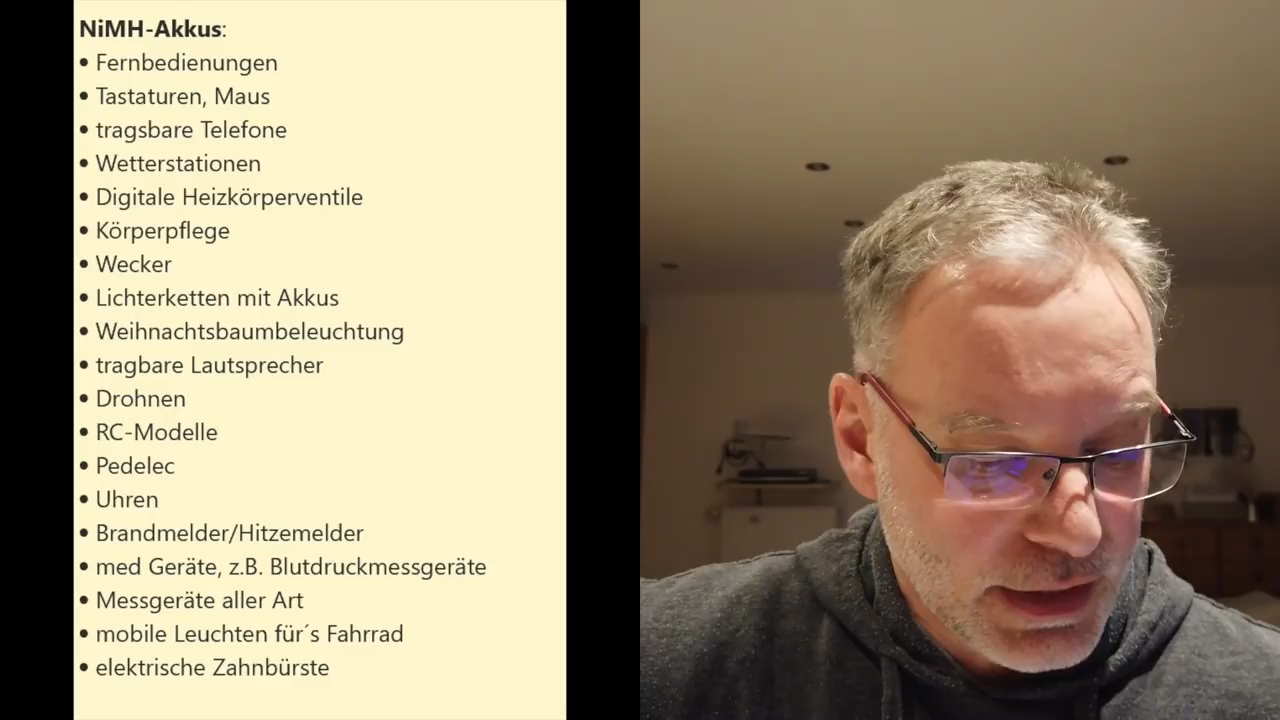 NiMH-Akkus:
• Fernbedienungen
• Tastaturen, Maus
• tragsbare Telefone
• Wetterstationen
• Digitale Heizkörperventile
• Körperpflege
• Wecker
• Lichterketten mit Akkus
• Weihnachtsbaumbeleuchtung
• tragbare Lautsprecher
• Drohnen
• RC-Modelle
• Pedelec
• Uhren
• Brandmelder/Hitzemelder
• med Geräte, z.B. Blutdruckmessgeräte
• Messgeräte aller Art
• mobile Leuchten für´s Fahrrad
• elektrische Zahnbürste